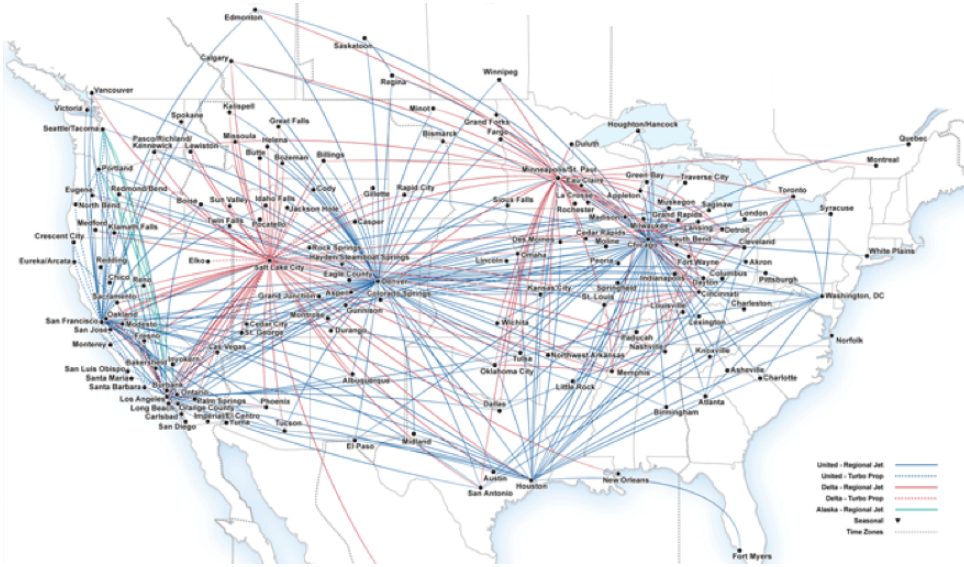 Edmonton
Saskatoon
Calgary
Regina
Winnipeg
Vancouver
Victoria
Kalispell
Minot
Grand Forks
Fargo
Houghton/Hancock
Quebec
Seattle/Tacoma
Spokane
Great Falls
Bismarck
Pasco/Richland/
Kennewick
Lewiston
Missoula
Helena
Duluth
Montreal
Butte
Bozeman
Billings
Portland
Minneapolis/St. Paul
Eau Claire
Green Bay
Traverse City
Eugene
Redmond/Bend
Sun Valley
Idaho Falls
Cody
Gillette
Rapid City
La Crosse
Appleton
Toronto
North Bend
Boise
Jackson Hole
Sioux Falls
Rochester
Muskegon
Saginaw
Medford
Klamath Falls
Twin Falls
Pocatello
Casper
Madison
Grand Rapids
London
Syracuse
Milwaukee
Lansing
Detroit
Crescent City
Cedar Rapids
Des Moines
Moline
Chicago
South Bend
Cleveland
Rock Springs
Hayden/Steamboat Springs
Omaha
White Plains
Eureka/Arcata
Redding
Elko
Salt Lake City
Eagle County
Lincoln
Peoria
Fort Wayne
Akron
Chico
Reno
Denver
Indianapolis
Columbus
Pittsburgh
Dayton
Sacramento
Grand Junction
Aspen
Colorado Springs
Kansas City
Springfield
St. Louis
Cincinnati
Washington, DC
Oakland
Gunnison
Louisville
Charleston
San Francisco
Modesto
Montrose
San Jose
Cedar City
St. George
Durango
Wichita
Lexington
Fresno
Paducah
Norfolk
Monterey
Las Vegas
Nashville
Inyokern
Tulsa
Northwest Arkansas
Knoxville
Bakersfield
San Luis Obispo
Oklahoma City
Memphis
Asheville
Santa Maria
Albuquerque
Charlotte
Santa Barbara
Burbank
Ontario
Little Rock
Los Angeles
Palm Springs
Phoenix
Dallas
Atlanta
Long Beach
Orange County
Birmingham
Carlsbad
Imperial/El Centro
San Diego
Yuma
Tucson
Midland
El Paso
Austin
San Antonio
Houston
New Orleans
Fort Myers
United - Regional Jet
United - Turbo Prop
Delta - Regional Jet
Delta - Turbo Prop
Alaska - Regional Jet
Seasonal
Time Zones